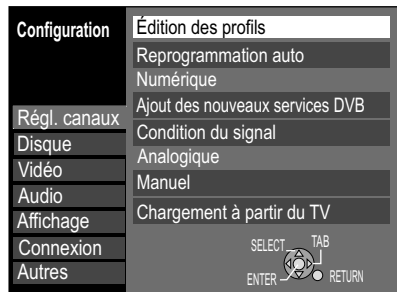 Configuration
Régl. canaux
Disque
Vidéo
Audio
Affichage
Connexion
Autres
Édition des profils
Reprogrammation auto
Numérique
Ajout des nouveaux services DVB
Condition du signal
Analogique
Manuel
Chargement à partir du TV
SELECT TAB
ENTER RETURN